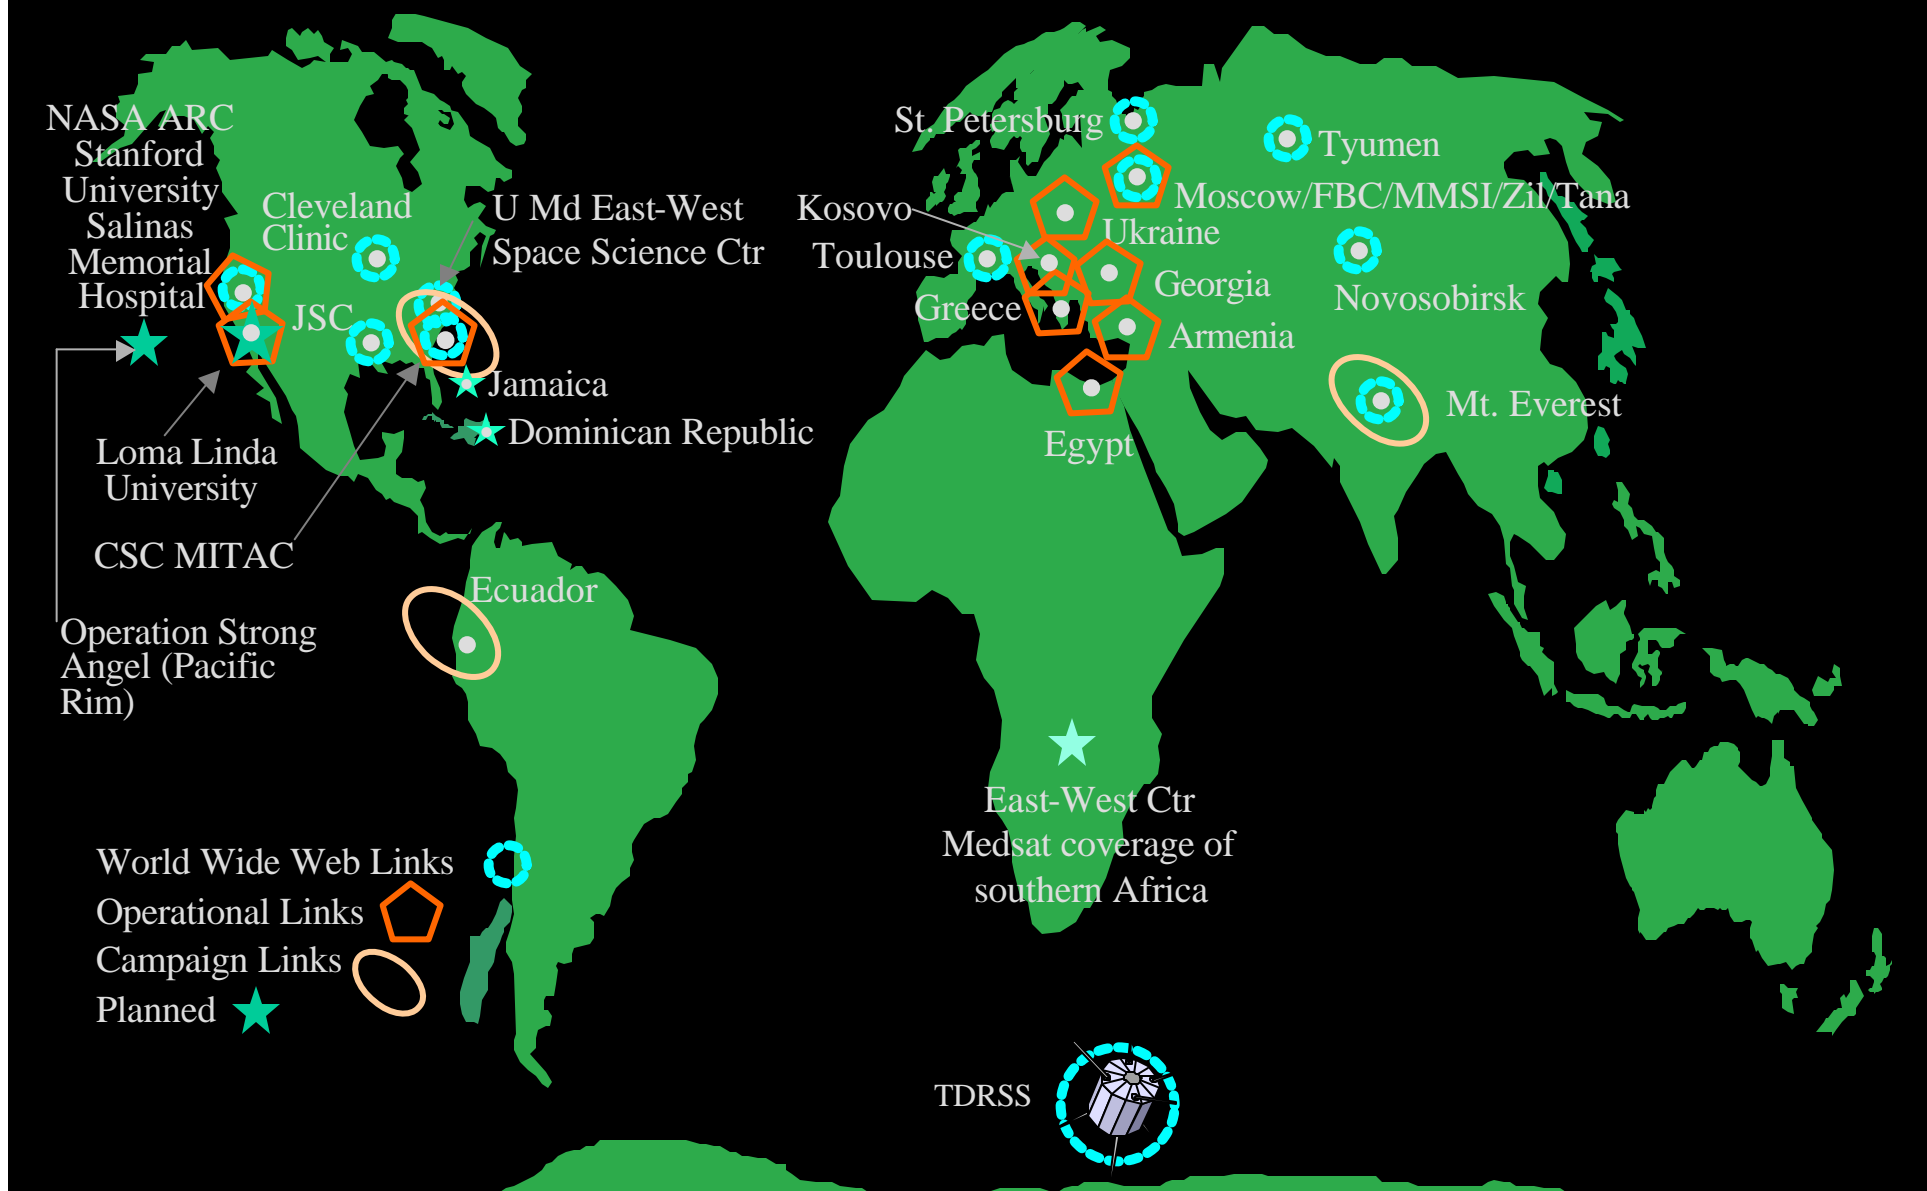 NASA ARC
Stanford
University
Salinas
Memorial
Hospital
Cleveland
Clinic
U Md East-West
Space Science Ctr
JSC
Jamaica
Dominican Republic
Loma Linda
University
CSC MITAC
Operation Strong
Angel (Pacific
Rim)
Ecuador
St. Petersburg
Tyumen
Moscow/FBC/MMSI/Zil/Tana
Kosovo
Ukraine
Toulouse
Georgia
Novosobirsk
Greece
Armenia
Mt. Everest
Egypt
East-West Ctr
Medsat coverage of
southern Africa
World Wide Web Links
Operational Links
Campaign Links
Planned
TDRSS